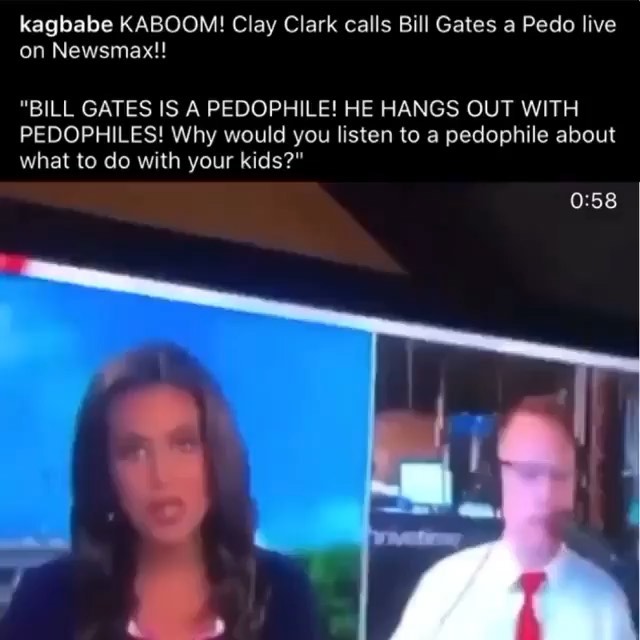 kagbabe KABOOM! Clay Clark calls Bill Gates a Pedo live
on Newsmax!!
"BILL GATES IS A PEDOPHILE! HE HANGS OUT WITH
PEDOPHILES! Why would you listen to a pedophile about
what to do with your kids?"
0:58